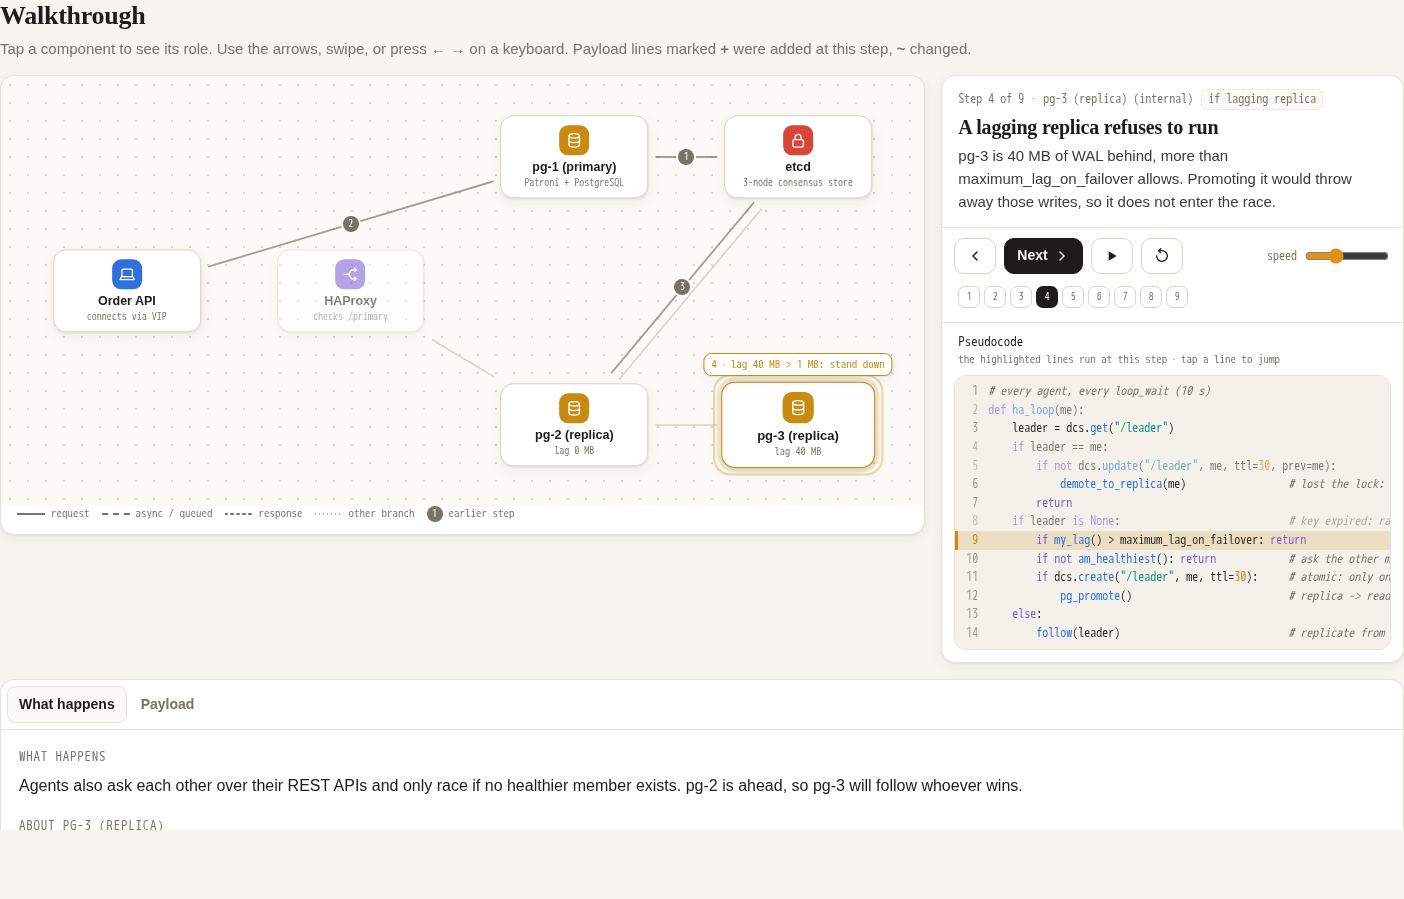 Walkthrough
Tap a component to see its role. Use the arrows, swipe, or press ← → on a keyboard. Payload lines marked + were added at this step, ~ changed.
pg-1 (primary)
Patroni + PostgreSQL
1
etcd
3-node consensus store
2
Order API
connects via VIP
HAProxy
checks /primary
3
4 · lag 40 MB > 1 MB: stand down
pg-2 (replica)
lag 0 MB
pg-3 (replica)
lag 40 MB
request
async / queued
response
other branch
1 earlier step
Step 4 of 9 · pg-3 (replica) (internal) if lagging replica
A lagging replica refuses to run
pg-3 is 40 MB of WAL behind, more than
maximum_lag_on_failover allows. Promoting it would throw
away those writes, so it does not enter the race.
Next
speed
1 2 3 4 5 6 7 8 9
Pseudocode
the highlighted lines run at this step · tap a line to jump
1 # every agent, every loop_wait (10 s)
2 def ha_loop(me):
3 leader = dcs.get("/leader")
4 if leader == me:
5 if not dcs.update("/leader", me, ttl=30, prev=me):
6 demote_to_replica(me) # lost the lock:
7 return
8 if leader is None: # key expired: ra
9 if my_lag() > maximum_lag_on_failover: return
10 if not am_healthiest(): return # ask the other m
11 if dcs.create("/leader", me, ttl=30): # atomic: only on
12 pg_promote() # replica -> read
13 else:
14 follow(leader) # replicate from
What happens
Payload
WHAT HAPPENS
Agents also ask each other over their REST APIs and only race if no healthier member exists. pg-2 is ahead, so pg-3 will follow whoever wins.
ABOUT PG-3 (REPLICA)